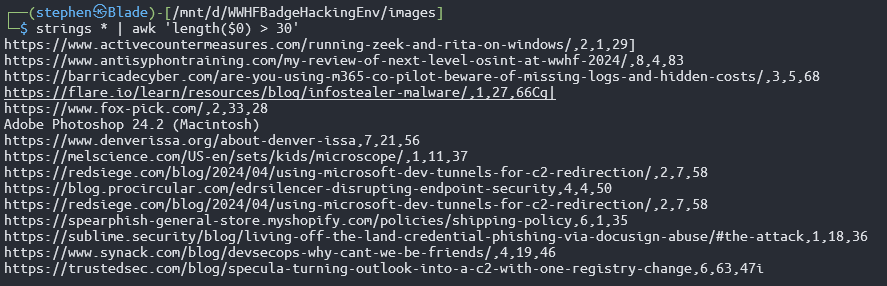 ┌──(stephen㉿Blade)-[/mnt/d/WWHFBadgeHackingEnv/images]
└─$ strings * | awk 'length($0) > 30'
https://www.activecountermeasures.com/running-zeek-and-rita-on-windows/,2,1,29]
https://www.antisyphontraining.com/my-review-of-next-level-osint-at-wwhf-2024/,8,4,83
https://barricadecyber.com/are-you-using-m365-co-pilot-beware-of-missing-logs-and-hidden-costs/,3,5,68
https://flare.io/learn/resources/blog/infostealer-malware/,1,27,66Cq|
https://www.fox-pick.com/,2,33,28
Adobe Photoshop 24.2 (Macintosh)
https://www.denverissa.org/about-denver-issa,7,21,56
https://melscience.com/US-en/sets/kids/microscope/,1,11,37
https://redsiege.com/blog/2024/04/using-microsoft-dev-tunnels-for-c2-redirection/,2,7,58
https://blog.procircular.com/edrsilencer-disrupting-endpoint-security,4,4,50
https://redsiege.com/blog/2024/04/using-microsoft-dev-tunnels-for-c2-redirection/,2,7,58
https://spearphish-general-store.myshopify.com/policies/shipping-policy,6,1,35
https://sublime.security/blog/living-off-the-land-credential-phishing-via-docusign-abuse/#the-attack,1,18,36
https://www.synack.com/blog/devsecops-why-cant-we-be-friends/,4,19,46
https://trustedsec.com/blog/specula-turning-outlook-into-a-c2-with-one-registry-change,6,63,47i